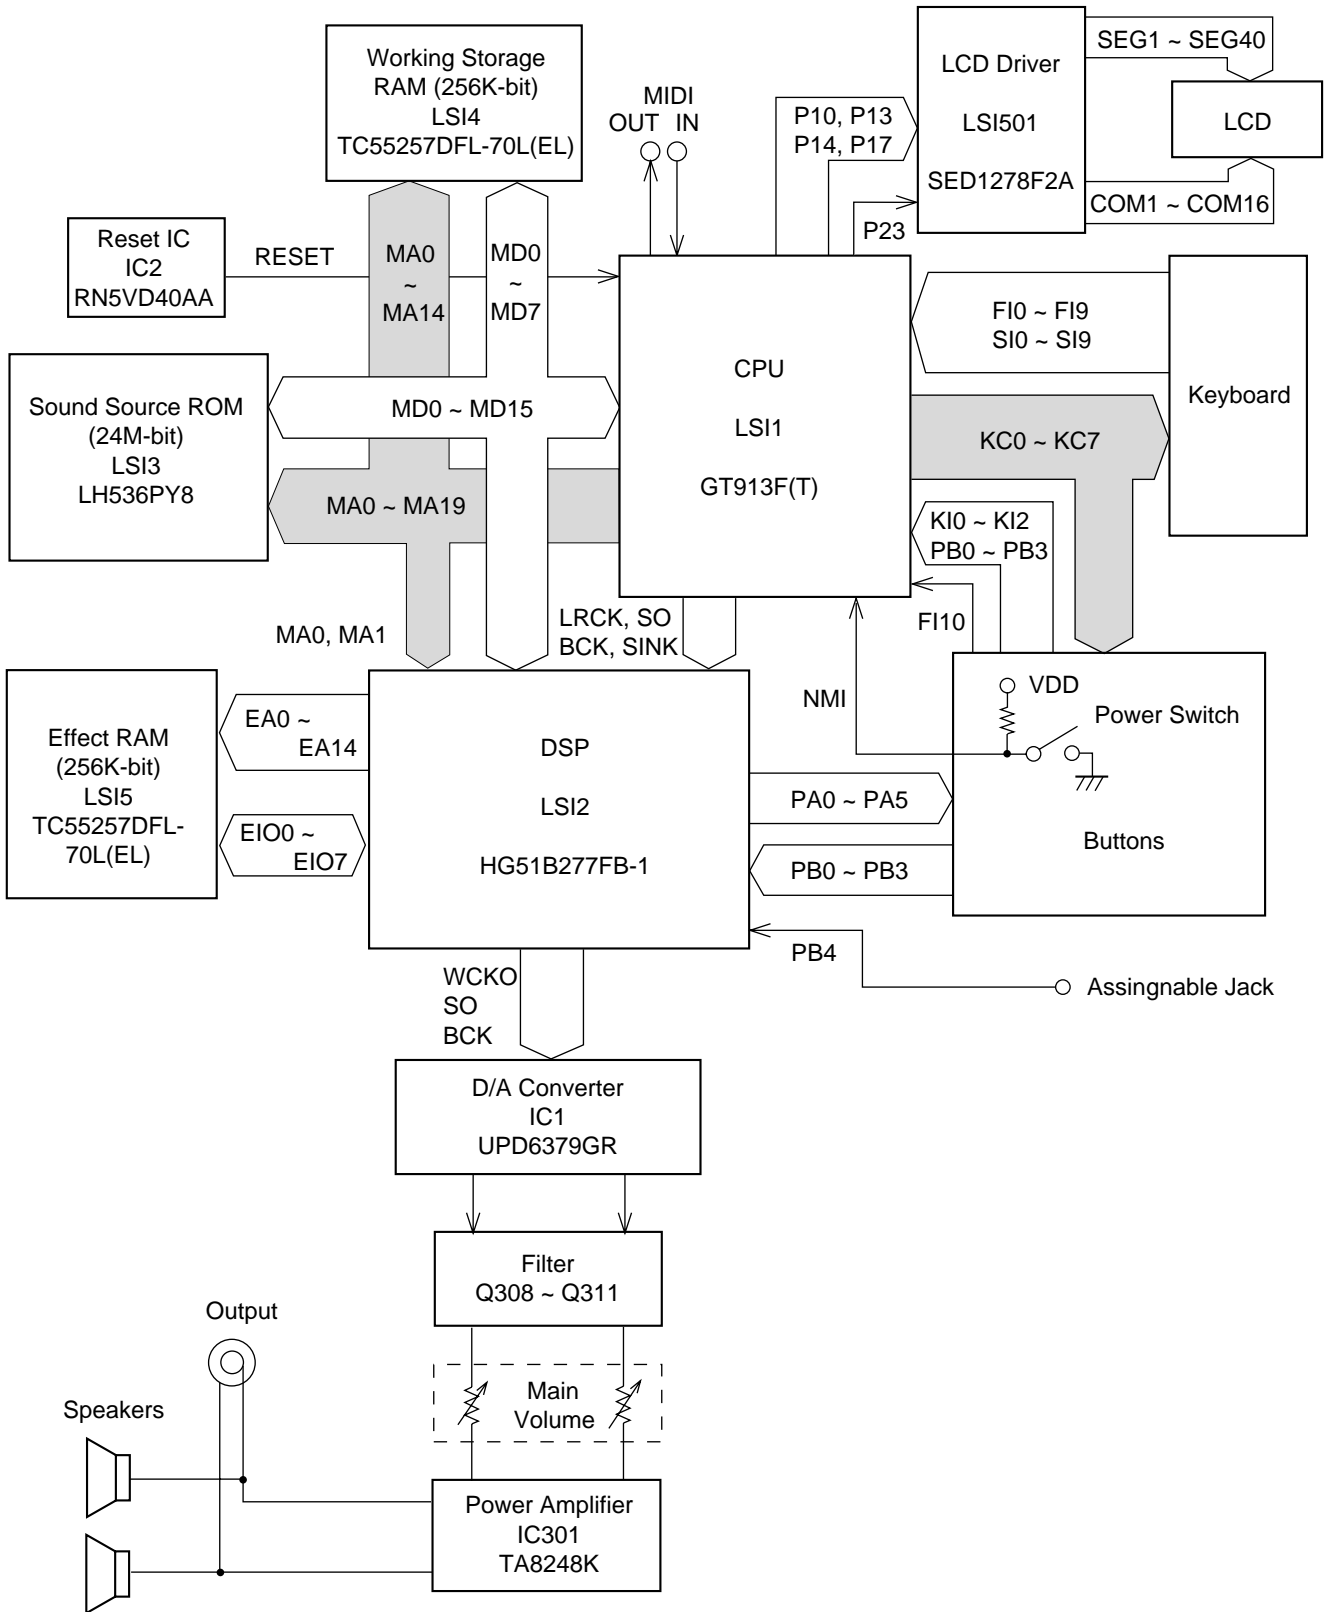 Working Storage
RAM (256K-bit)
LSI4
TC55257DFL-70L(EL)
MIDI
OUT IN
P10, P13
P14, P17
P23
LCD Driver
LSI501
SED1278F2A
SEG1 ~ SEG40
LCD
COM1 ~ COM16
Reset IC
IC2
RN5VD40AA
RESET
MA0
~
MA14
MD0
~
MD7
Sound Source ROM
(24M-bit)
LSI3
LH536PY8
MD0 ~ MD15
MA0 ~ MA19
CPU
LSI1
GT913F(T)
FI0 ~ FI9
SI0 ~ SI9
KC0 ~ KC7
Keyboard
KI0 ~ KI2
PB0 ~ PB3
FI10
MA0, MA1
LRCK, SO
BCK, SINK
NMI
VDD
Power Switch
Buttons
Effect RAM
(256K-bit)
LSI5
TC55257DFL-
70L(EL)
EA0 ~
EA14
EIO0 ~
EIO7
DSP
LSI2
HG51B277FB-1
PA0 ~ PA5
PB0 ~ PB3
PB4
Assingnable Jack
WCKO
SO
BCK
D/A Converter
IC1
UPD6379GR
Filter
Q308 ~ Q311
Output
Main
Volume
Speakers
Power Amplifier
IC301
TA8248K